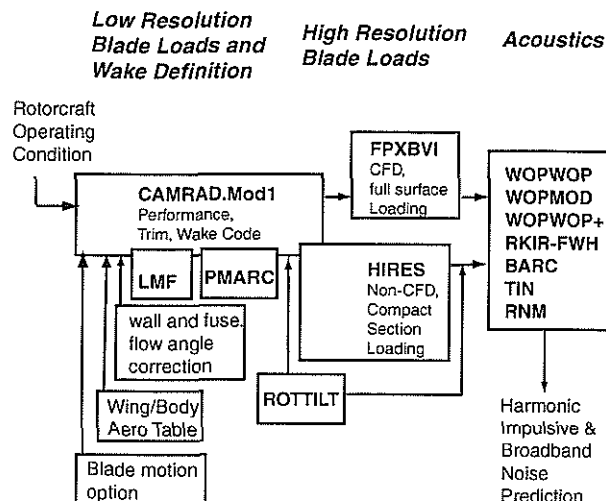 Low Resolution
Blade Loads and
Wake Definition
High Resolution
Blade Loads
Acoustics
Rotorcraft
Operating
Condition
CAMRAD.Mod1
Performance,
Trim, Wake Code
LMF
PMARC
wall and fuse.
flow angle
correction
Wing/Body
Aero Table
Blade motion
option
FPXBVI
CFD,
full surface
Loading
HIRES
Non-CFD,
Compact
Section
Loading
ROTTILT
WOPWOP
WOPMOD
WOPWOP+
RKIR-FWH
BARC
TIN
RNM
Harmonic
Impulsive &
Broadband
Noise
Prediction